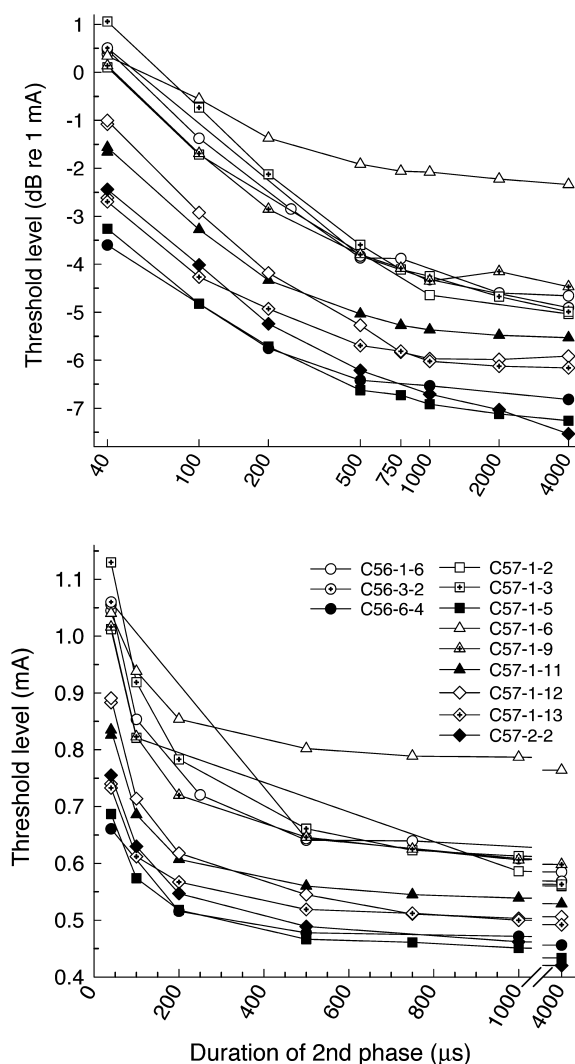 Threshold level (dB re 1 mA)
1
0
-1
-2
-3
-4
-5
-6
-7
40
100
200
500
750
1000
2000
4000
Threshold level (mA)
1.1
1.0
0.9
0.8
0.7
0.6
0.5
0.4
C56-1-6
C56-3-2
C56-6-4
C57-1-2
C57-1-3
C57-1-5
C57-1-6
C57-1-9
C57-1-11
C57-1-12
C57-1-13
C57-2-2
0
200
400
600
800
1000
4000
Duration of 2nd phase (µs)